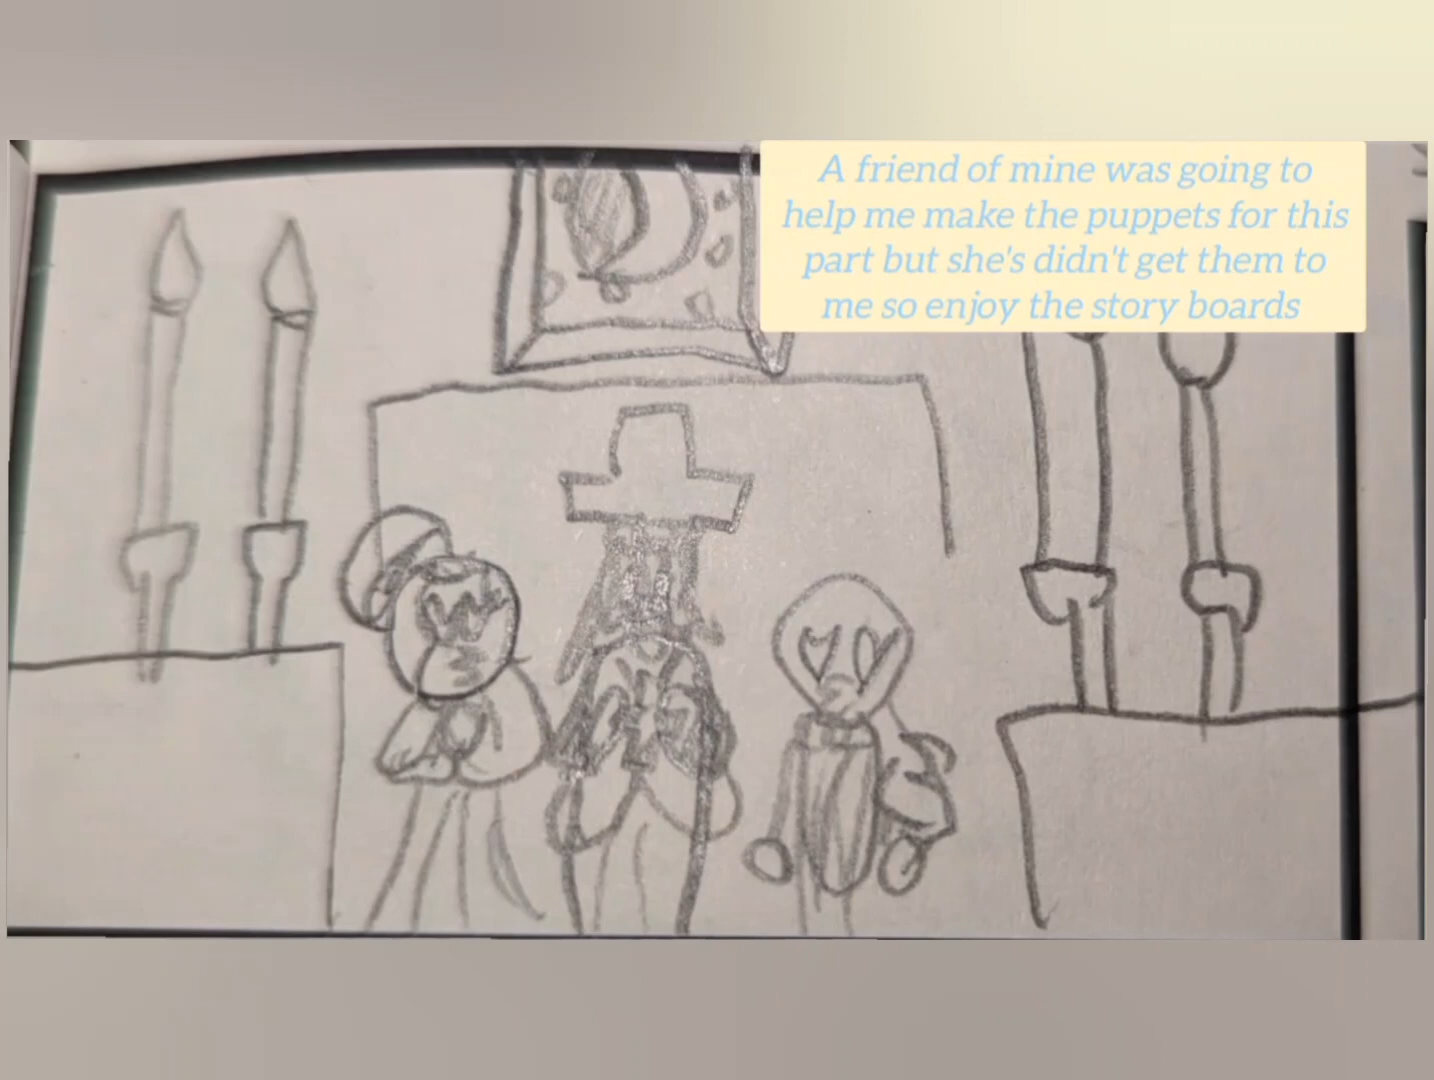 A friend of mine was going to
help me make the puppets for this
part but she's didn't get them to
me so enjoy the story boards